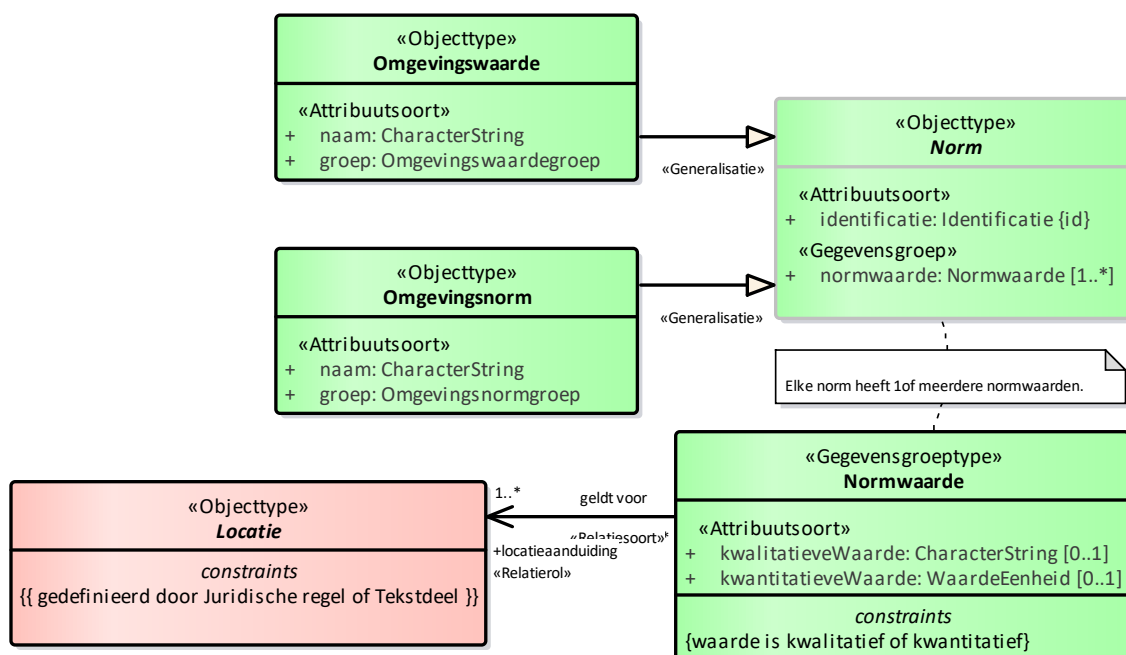 «Objecttype»
Omgevingswaarde
«Attribuutsoort»
+ naam: CharacterString
+ groep: Omgevingswaardegroep
«Generalisatie»
«Objecttype»
Norm
«Attribuutsoort»
+ identificatie: Identificatie {id}
«Gegevensgroep»
+ normwaarde: Normwaarde [1..*]
«Objecttype»
Omgevingsnorm
«Attribuutsoort»
+ naam: CharacterString
+ groep: Omgevingsnormgroep
«Generalisatie»
Elke norm heeft 1of meerdere normwaarden.
«Gegevensgroeptype»
Normwaarde
«Attribuutsoort»
+ kwalitatieveWaarde: CharacterString [0..1]
+ kwantitatieveWaarde: WaardeEenheid [0..1]
constraints
{waarde is kwalitatief of kwantitatief}
1..*
geldt voor
«Relatiesoort»*
+locatieaanduiding
«Relatierol»
«Objecttype»
Locatie
constraints
{{ gedefinieerd door Juridische regel of Tekstdeel }}